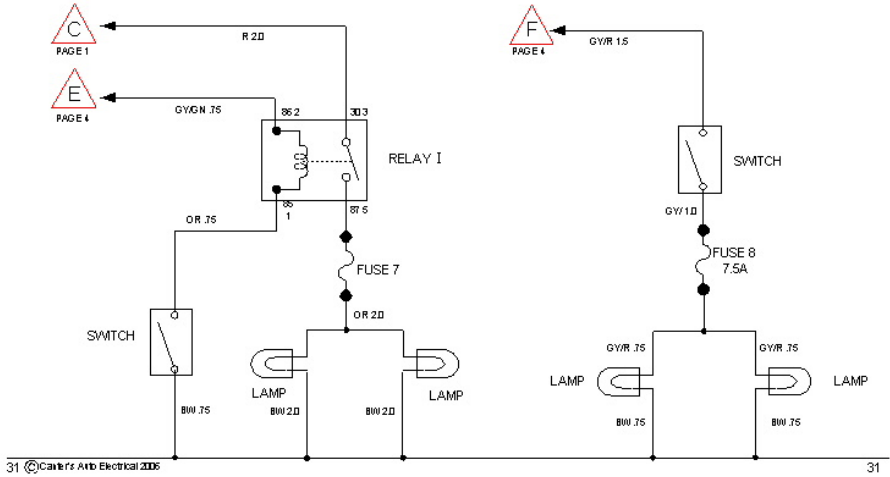 C
PAGE 1
R 2.0
F
PAGE 4
GY/R 1.5
E
PAGE 4
GY/GN .75
86 2
30 3
RELAY I
SWITCH
85
1
87 5
OR .75
GY/ 1.0
FUSE 8
7.5A
FUSE 7
OR 2.0
SWITCH
GY/R .75
GY/R .75
LAMP
LAMP
LAMP
LAMP
BW .75
BW 2.0
BW 2.0
BW .75
BW .75
31 © Canter's Auto Electrical 2006
31